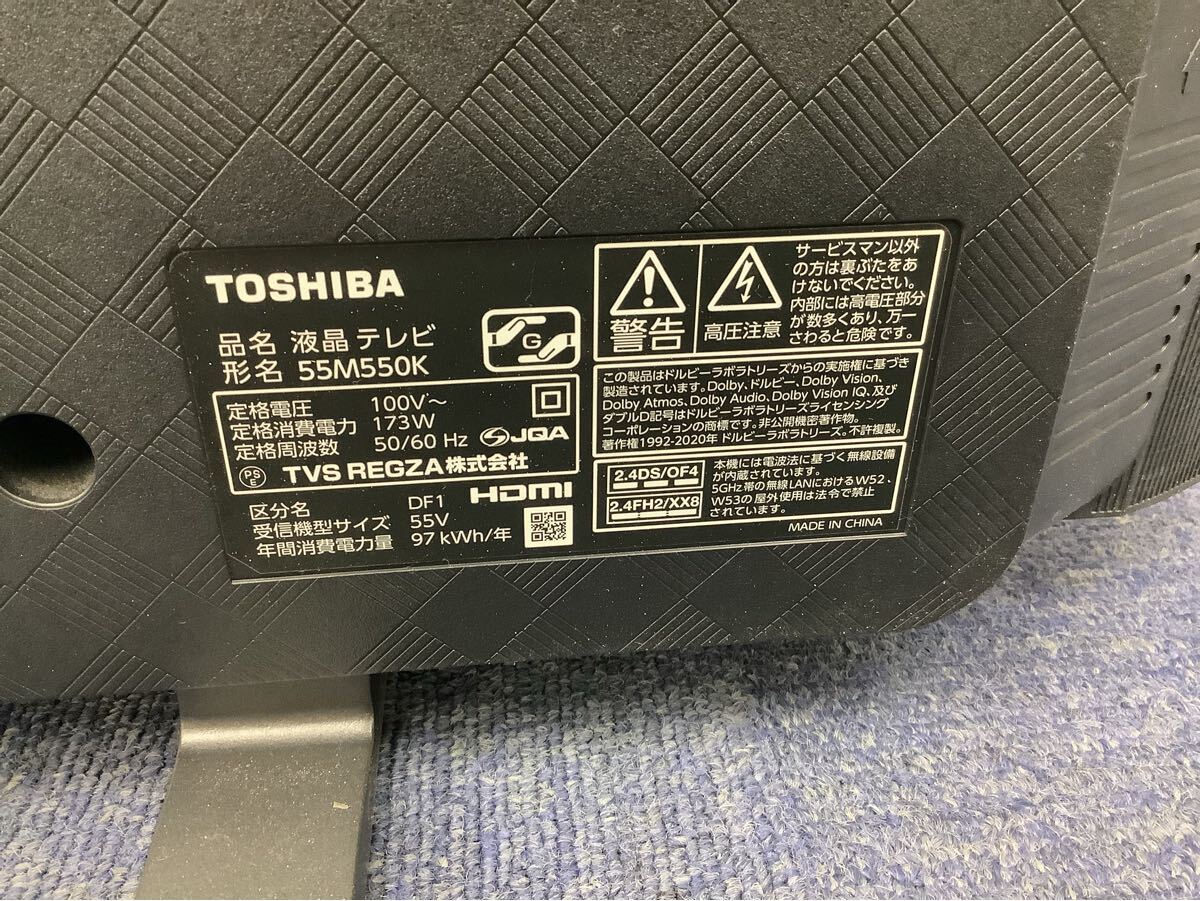 TOSHIBA
品名 液晶テレビ
形名 55M550K
G
定格電圧 100V～
定格消費電力 173W
定格周波数 50/60 Hz
JQA
PS
E
TVS REGZA株式会社
区分名 DF1
受信機型サイズ 55V
年間消費電力量 97 kWh/年
HDMI
警告
高圧注意
サービスマン以外
の方は裏ぶたをあ
けないでください。
内部には高電圧部分
が数多くあり、万一
さわると危険です。
この製品はドルビーラボラトリーズからの実施権に基づき
製造されています。Dolby、ドルビー、Dolby Vision、
Dolby Atmos、Dolby Audio、Dolby Vision IQ、及び
ダブルD記号はドルビーラボラトリーズライセンシング
コーポレーションの商標です。非公開機密著作物。
著作権1992-2020年 ドルビーラボラトリーズ。不許複製。
2.4DS/OF4
2.4FH2/XX8
本機には電波法に基づく無線設備
が内蔵されています。
5GHz帯の無線LANにおけるW52、
W53の屋外使用は法令で禁止
されています。
MADE IN CHINA